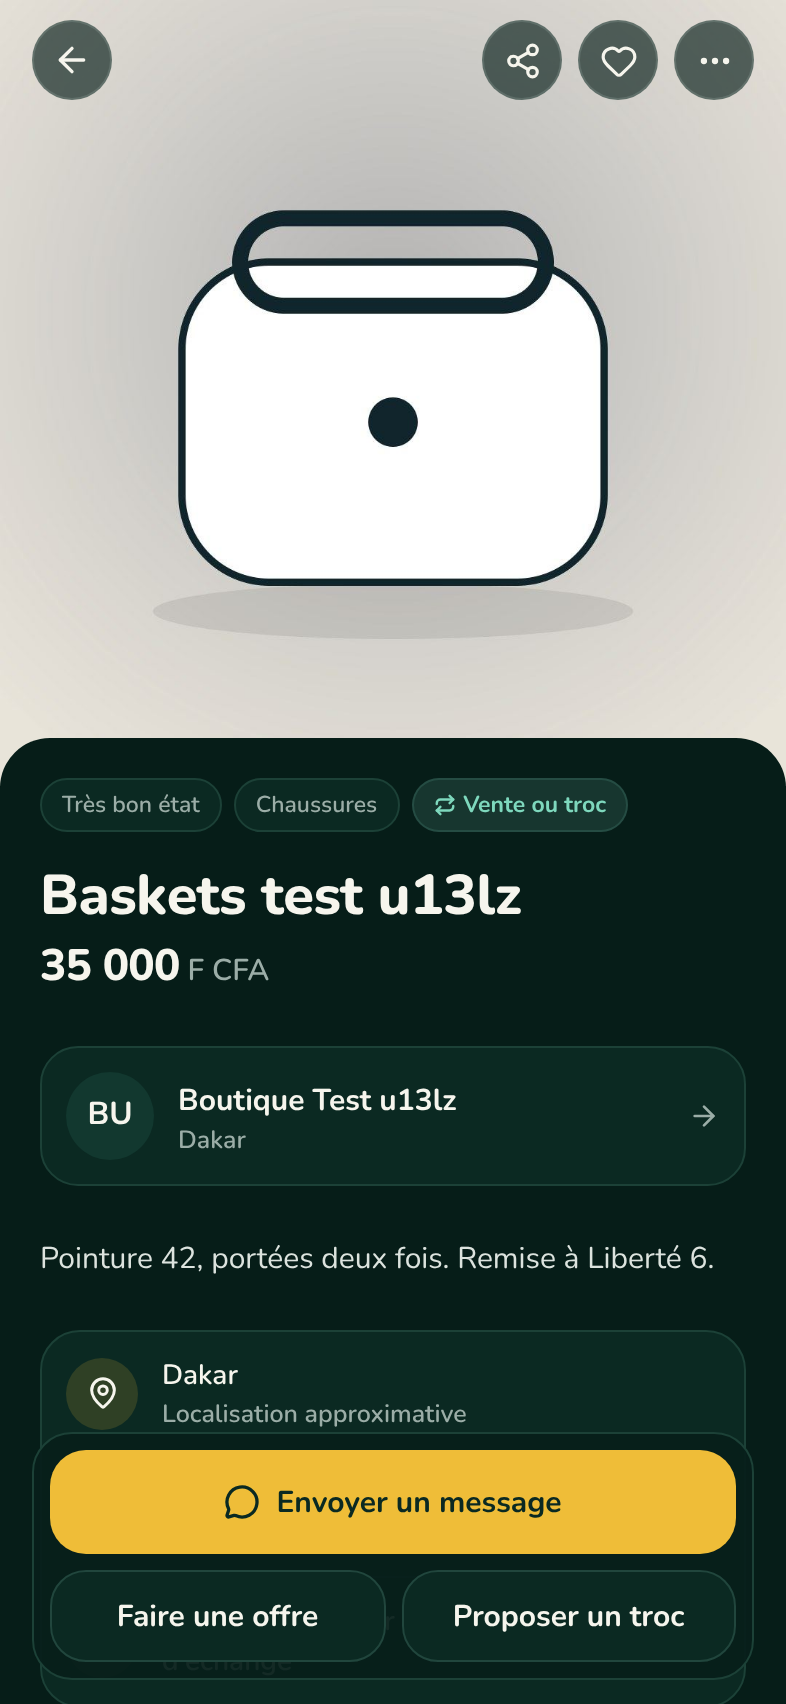 Très bon état
Chaussures
Vente ou troc
Baskets test u13lz
35 000 F CFA
BU
Boutique Test u13lz
Dakar
Pointure 42, portées deux fois. Remise à Liberté 6.
Dakar
Localisation approximative
Envoyer un message
Faire une offre
Proposer un troc
d'échange